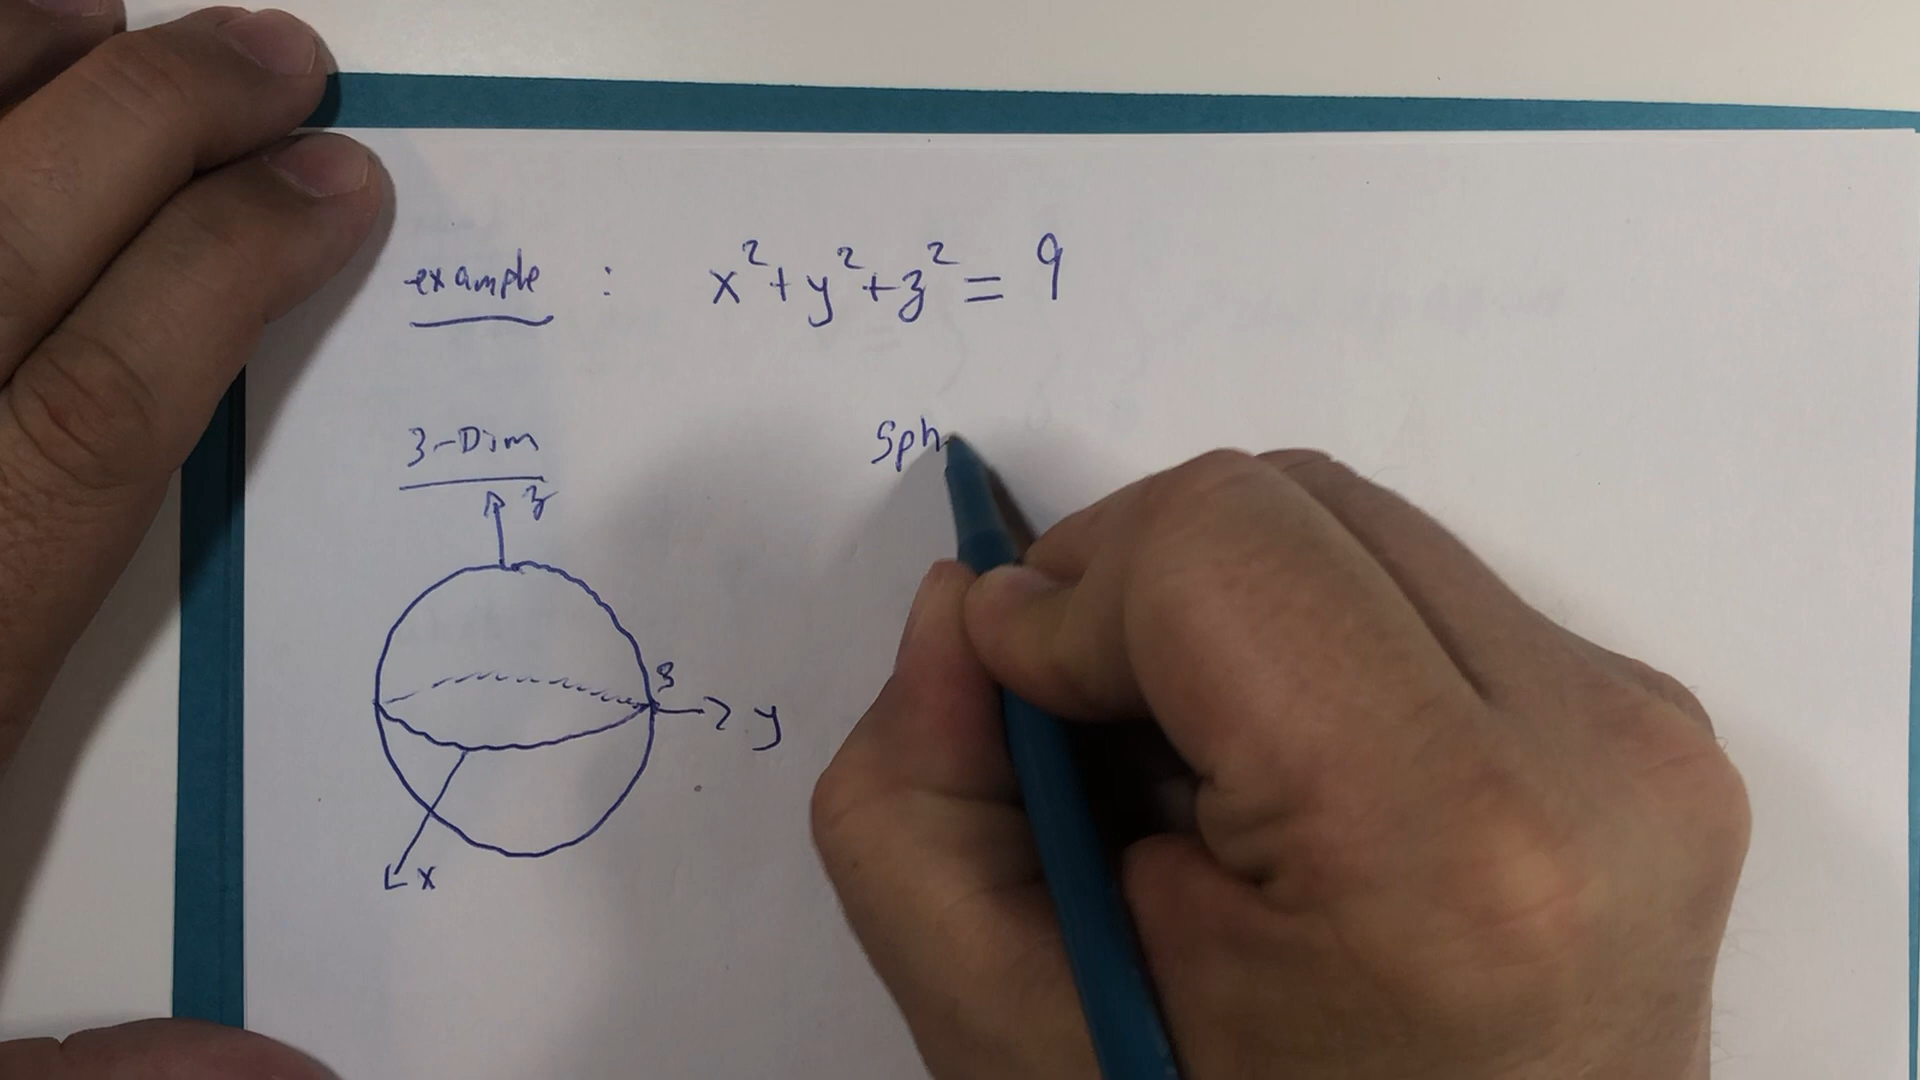 example : x²+y²+z² = 9
3-Dim
Sph
z
3
y
x